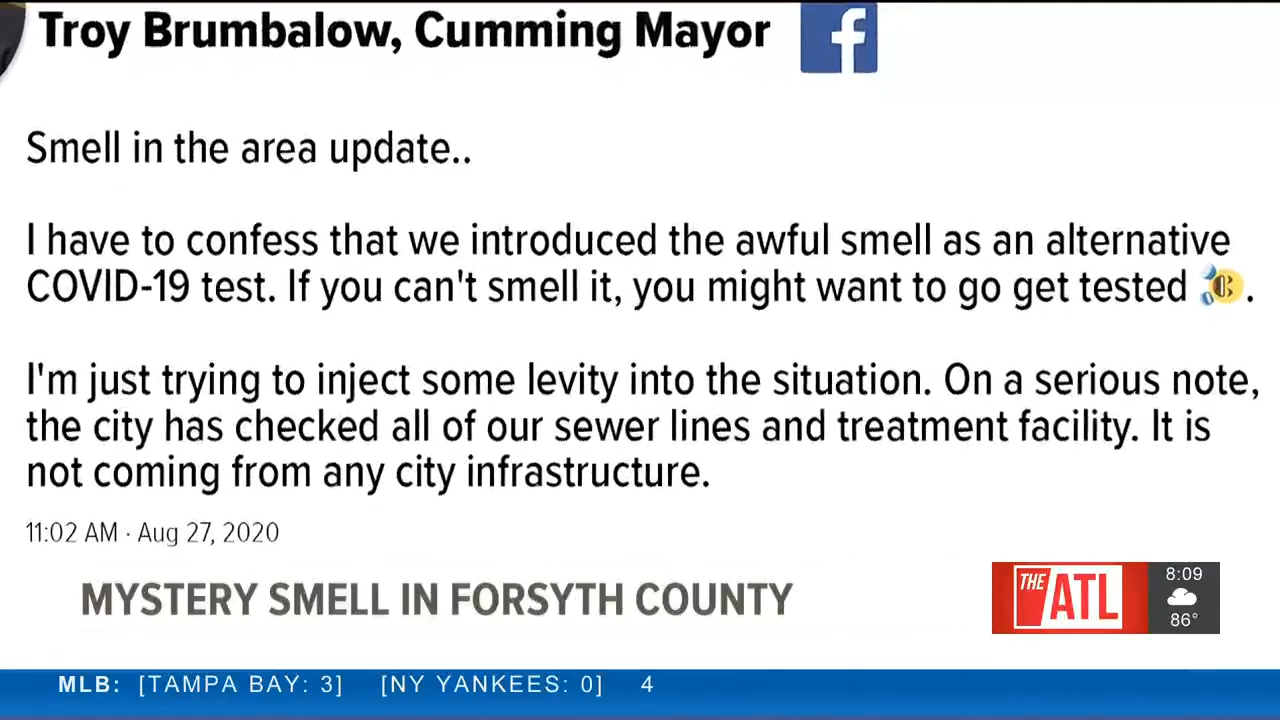 Troy Brumbalow, Cumming Mayor
f
Smell in the area update..
I have to confess that we introduced the awful smell as an alternative
COVID-19 test. If you can't smell it, you might want to go get tested 🤣.
I'm just trying to inject some levity into the situation. On a serious note,
the city has checked all of our sewer lines and treatment facility. It is
not coming from any city infrastructure.
11:02 AM · Aug 27, 2020
MYSTERY SMELL IN FORSYTH COUNTY
THE ATL
8:09
86°
MLB: [TAMPA BAY: 3] [NY YANKEES: 0] 4